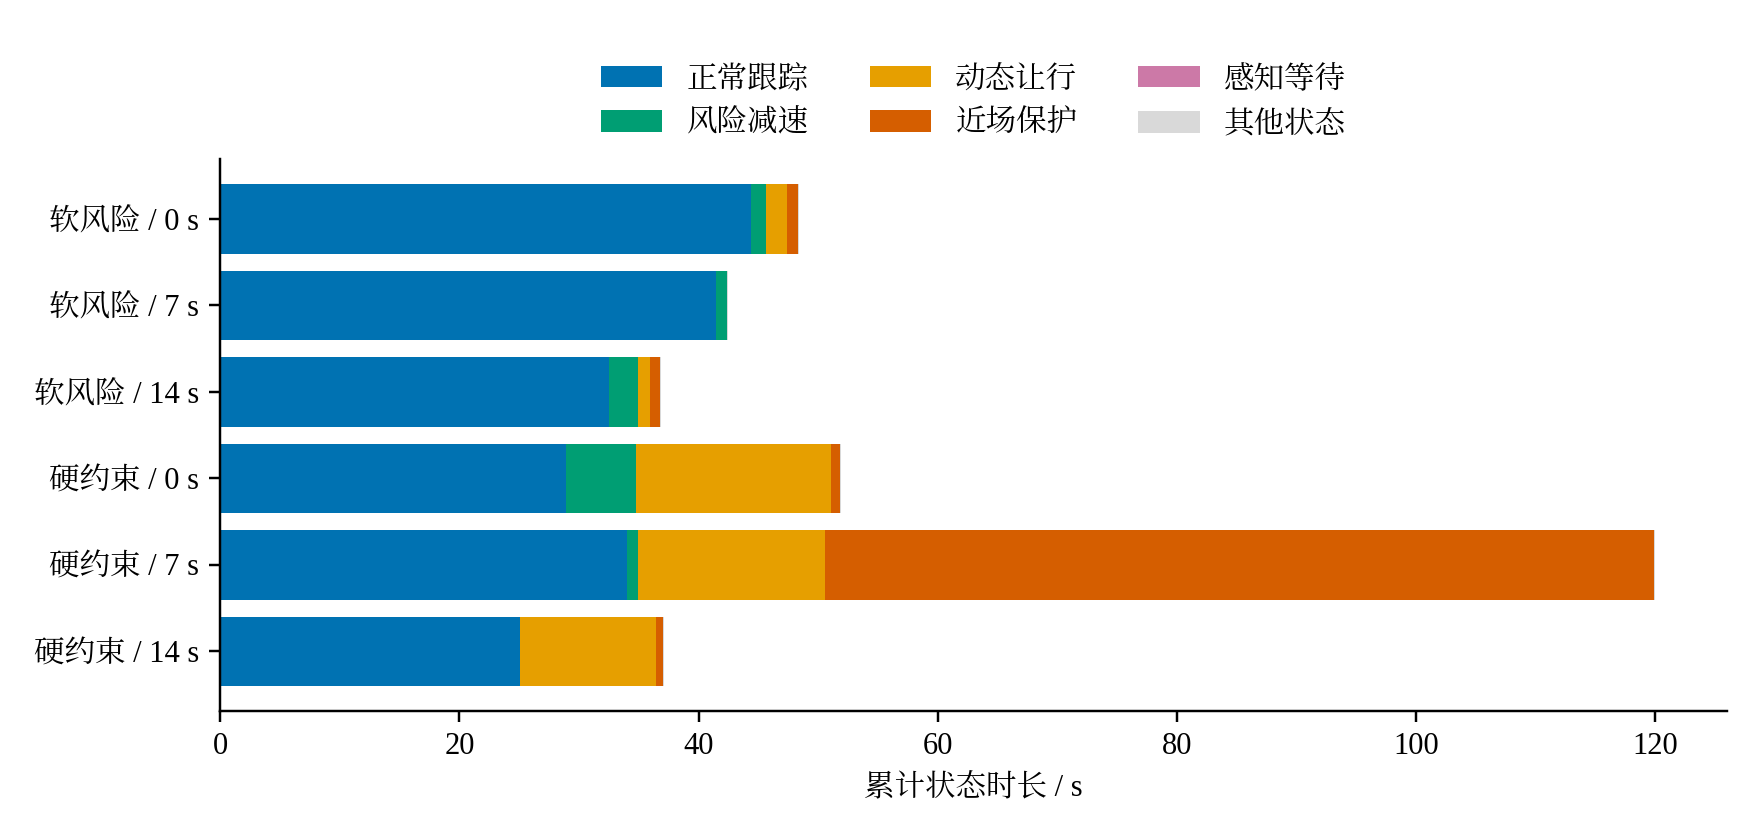 正常跟踪 动态让行 感知等待
风险减速 近场保护 其他状态
软风险 / 0 s
软风险 / 7 s
软风险 / 14 s
硬约束 / 0 s
硬约束 / 7 s
硬约束 / 14 s
0 20 40 60 80 100 120
累计状态时长 / s